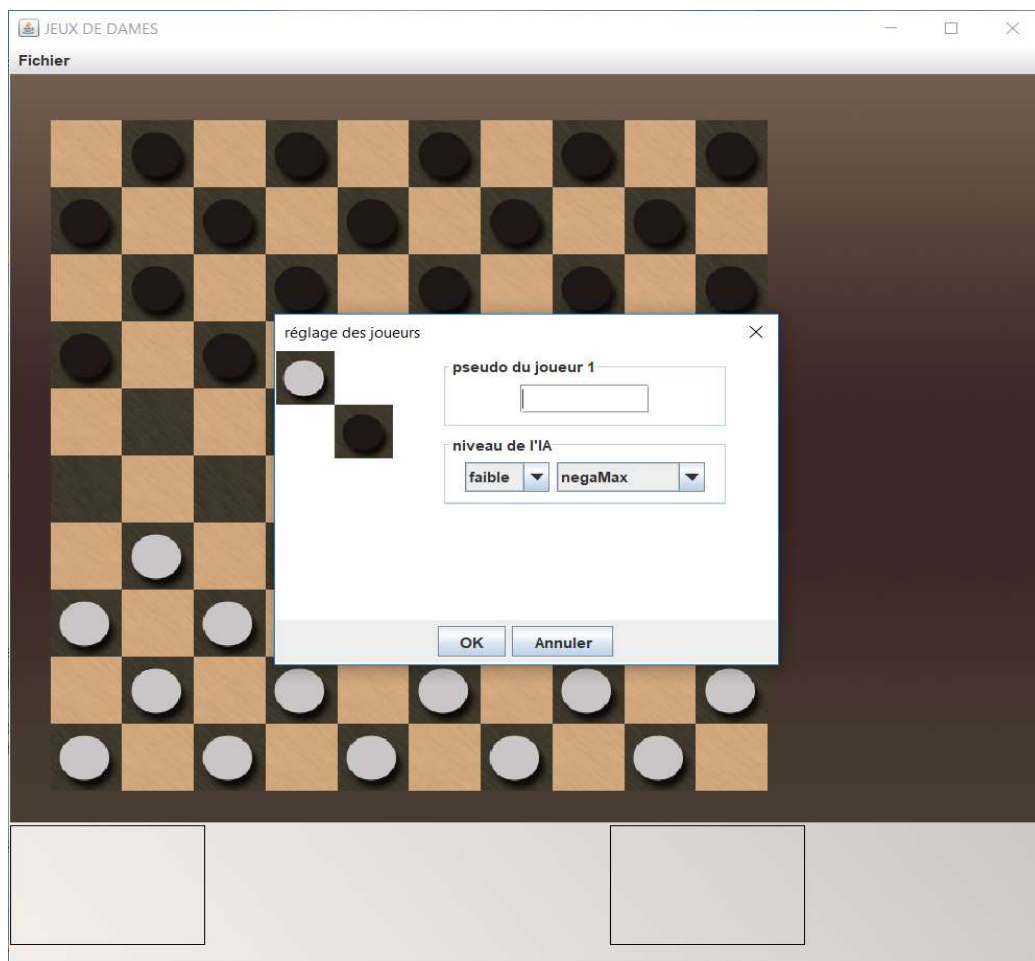 JEUX DE DAMES
Fichier
réglage des joueurs
pseudo du joueur 1
niveau de l'IA
faible negaMax
OK Annuler